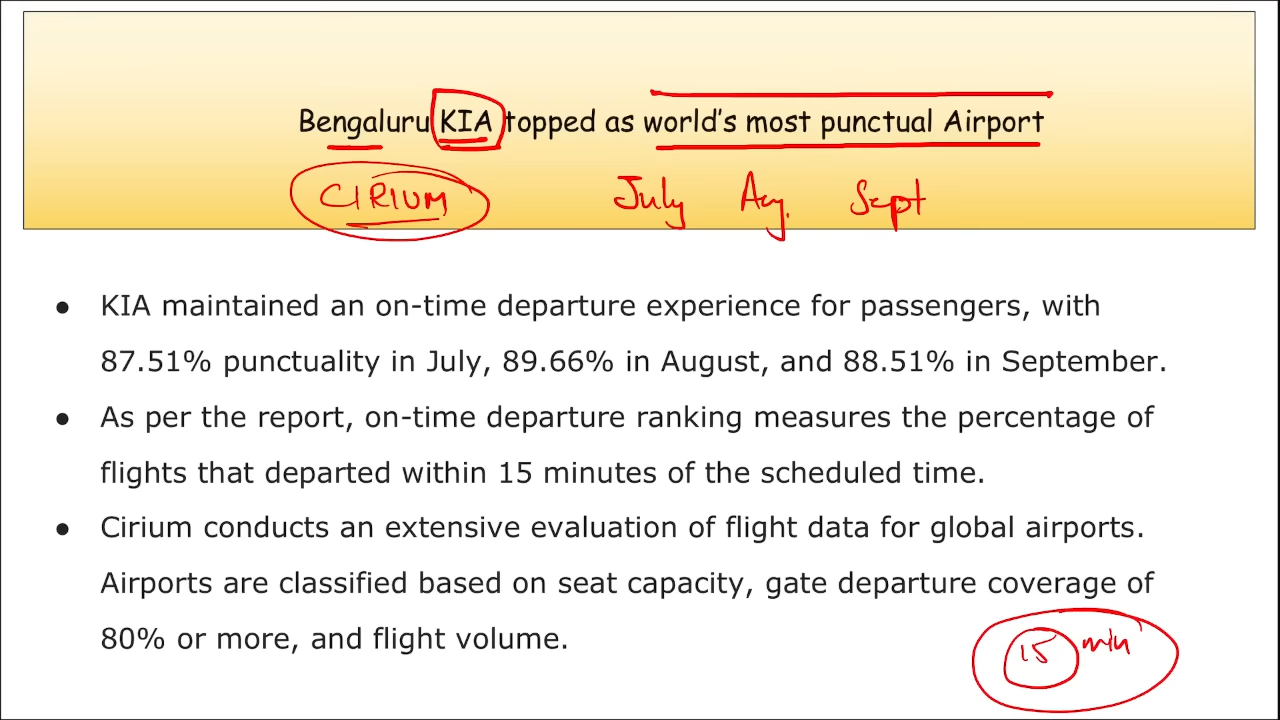 Bengaluru KIA topped as world's most punctual Airport
CIRIUM July Aug. Sept
● KIA maintained an on-time departure experience for passengers, with
87.51% punctuality in July, 89.66% in August, and 88.51% in September.
● As per the report, on-time departure ranking measures the percentage of
flights that departed within 15 minutes of the scheduled time.
● Cirium conducts an extensive evaluation of flight data for global airports.
Airports are classified based on seat capacity, gate departure coverage of
80% or more, and flight volume.
15 min